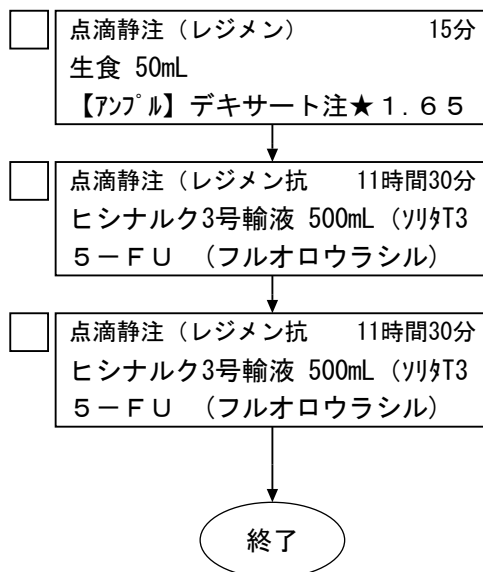 点滴静注（レジメン） 15分
生食 50mL
【ｱﾝﾌﾟﾙ】デキサート注★１.６５
点滴静注（レジメン抗 11時間30分
ヒシナルク3号輸液 500mL（ｿﾘﾀT3
５－ＦＵ （フルオロウラシル）
点滴静注（レジメン抗 11時間30分
ヒシナルク3号輸液 500mL（ｿﾘﾀT3
５－ＦＵ （フルオロウラシル）
終了